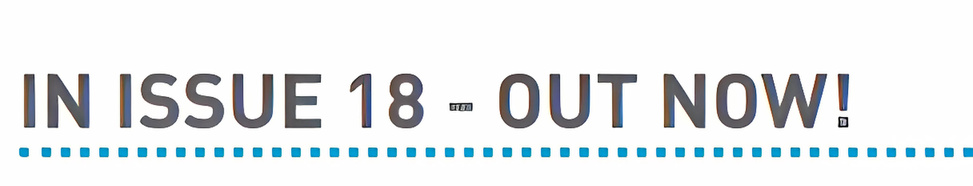 IN ISSUE 18 - OUT NOW!